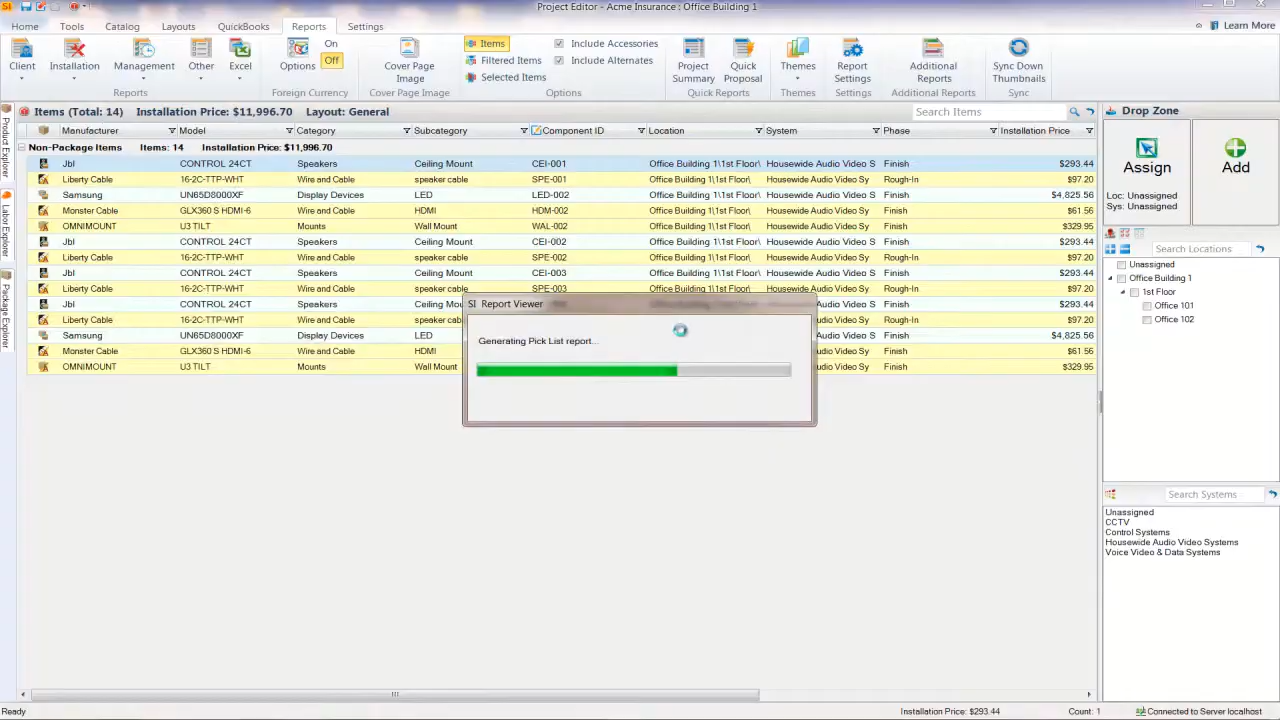 SI
Project Editor - Acme Insurance : Office Building 1
Home Tools Catalog Layouts QuickBooks Reports Settings
Learn More
Client Installation Management Other Excel
Reports
Options On Off
Foreign Currency
Cover Page Image
Cover Page Image
Items
Filtered Items
Selected Items
Include Accessories
Include Alternates
Options
Project Summary Quick Proposal
Quick Reports
Themes
Themes
Report Settings
Settings
Additional Reports
Additional Reports
Sync Down Thumbnails
Sync
Product Explorer
Labor Explorer
Package Explorer
Items (Total: 14) Installation Price: $11,996.70 Layout: General
Search Items
Manufacturer Model Category Subcategory Component ID Location System Phase Installation Price
Non-Package Items Items: 14 Installation Price: $11,996.70
Jbl CONTROL 24CT Speakers Ceiling Mount CEI-001 Office Building 1\1st Floor\ Housewide Audio Video S Finish $293.44
Liberty Cable 16-2C-TTP-WHT Wire and Cable speaker cable SPE-001 Office Building 1\1st Floor\ Housewide Audio Video Sy Rough-In $97.20
Samsung UN65D8000XF Display Devices LED LED-002 Office Building 1\1st Floor\ Housewide Audio Video S Finish $4,825.56
Monster Cable GLX360 S HDMI-6 Wire and Cable HDMI HDM-002 Office Building 1\1st Floor\ Housewide Audio Video Sy Finish $61.56
OMNIMOUNT U3 TILT Mounts Wall Mount WAL-002 Office Building 1\1st Floor\ Housewide Audio Video Sy Finish $329.95
Jbl CONTROL 24CT Speakers Ceiling Mount CEI-002 Office Building 1\1st Floor\ Housewide Audio Video S Finish $293.44
Liberty Cable 16-2C-TTP-WHT Wire and Cable speaker cable SPE-002 Office Building 1\1st Floor\ Housewide Audio Video Sy Rough-In $97.20
Jbl CONTROL 24CT Speakers Ceiling Mount CEI-003 Office Building 1\1st Floor\ Housewide Audio Video S Finish $293.44
Liberty Cable 16-2C-TTP-WHT Wire and Cable speaker cable SPE-003 Office Building 1\1st Floor\ Housewide Audio Video Sy Rough-In $97.20
Jbl CONTROL 24CT Speakers Ceiling Mou Finish $293.44
Liberty Cable 16-2C-TTP-WHT Wire and Cable speaker cab udio Video Sy Rough-In $97.20
Samsung UN65D8000XF Display Devices LED udio Video S Finish $4,825.56
Monster Cable GLX360 S HDMI-6 Wire and Cable HDMI udio Video Sy Finish $61.56
OMNIMOUNT U3 TILT Mounts Wall Mount udio Video Sy Finish $329.95
SI Report Viewer
Generating Pick List report...
Drop Zone
Assign
Loc: Unassigned
Sys: Unassigned
Add
Search Locations
Unassigned
Office Building 1
1st Floor
Office 101
Office 102
Search Systems
Unassigned
CCTV
Control Systems
Housewide Audio Video Systems
Voice Video & Data Systems
Ready
Installation Price: $293.44
Count: 1
Connected to Server localhost